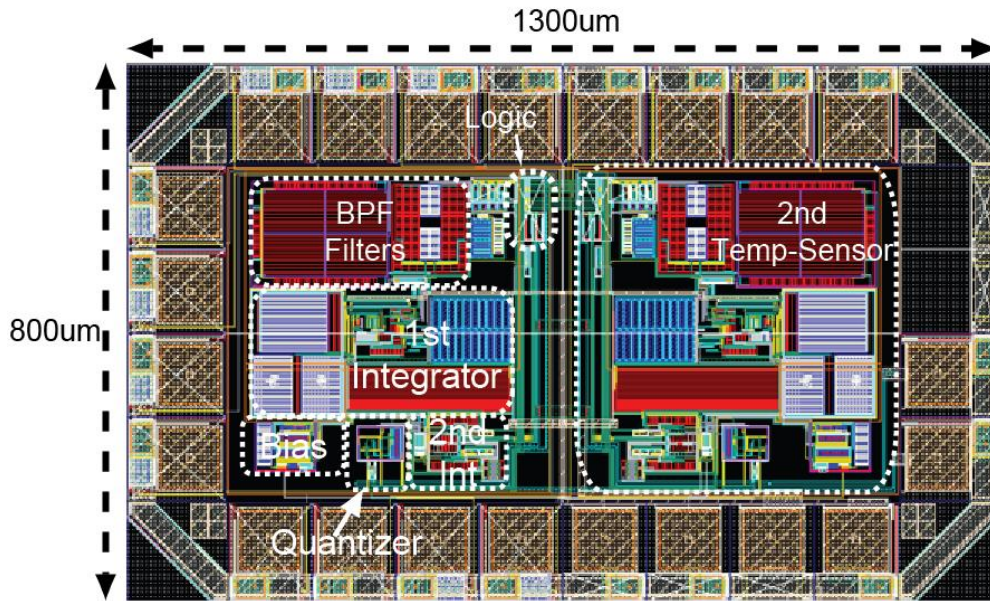 1300um
Logic
BPF
Filters
2nd
Temp-Sensor
800um
1st
Integrator
Bias
2nd
int
Quantizer